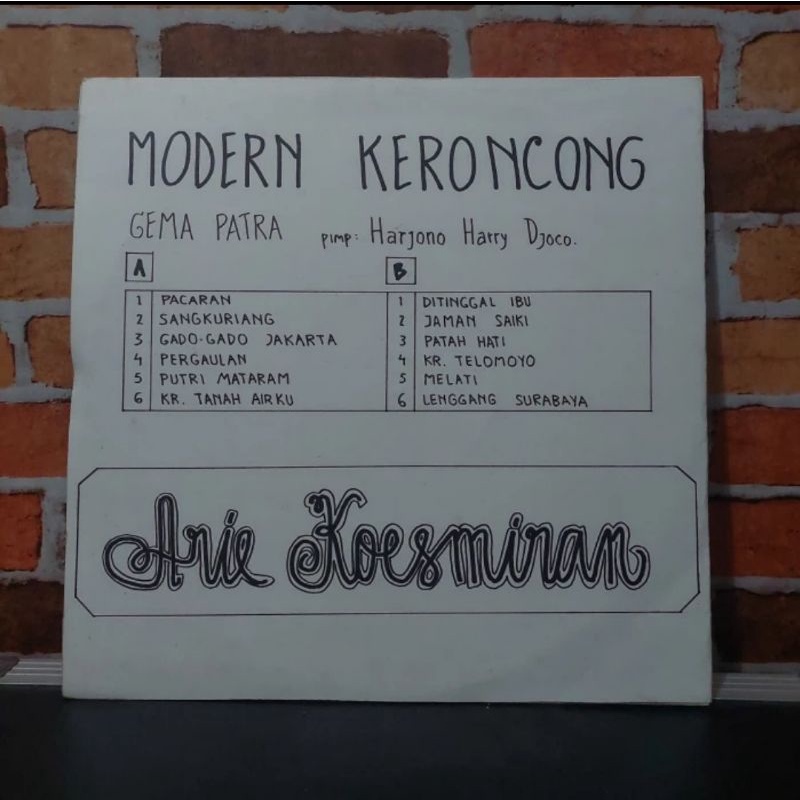 MODERN KERONCONG
GEMA PATRA pimp: Harjono Harry Djoco.
A
1 PACARAN
2 SANGKURIANG
3 GADO-GADO JAKARTA
4 PERGAULAN
5 PUTRI MATARAM
6 KR. TANAH AIRKU
B
1 DITINGGAL IBU
2 JAMAN SAIKI
3 PATAH HATI
4 KR. TELOMOYO
5 MELATI
6 LENGGANG SURABAYA
Arie Koesmiran